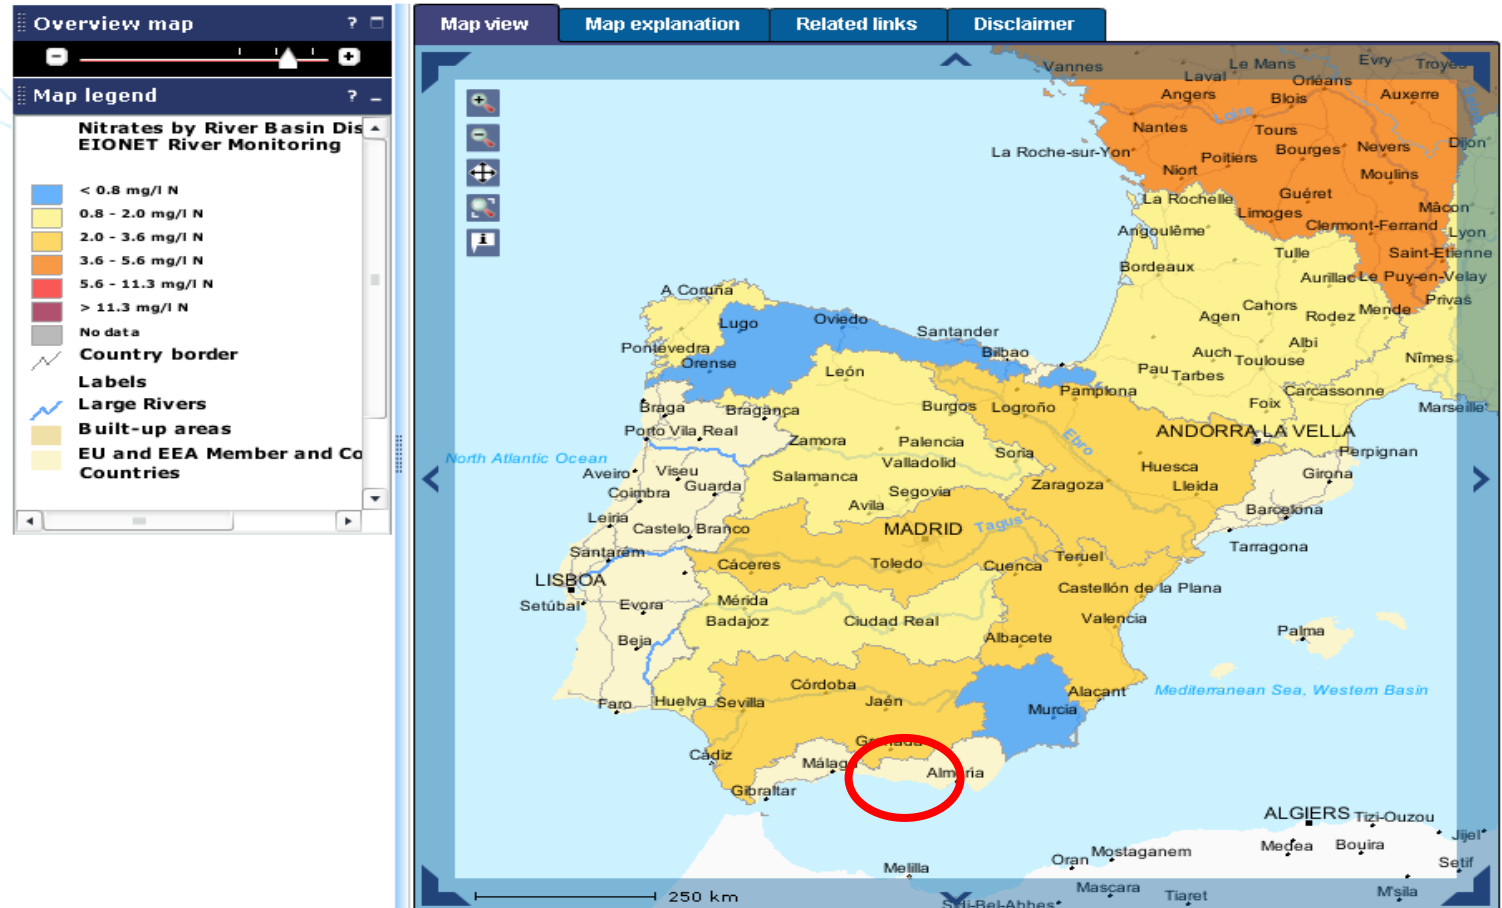 Overview map ?
Map legend ? _
Nitrates by River Basin Dis
EIONET River Monitoring
< 0.8 mg/l N
0.8 - 2.0 mg/l N
2.0 - 3.6 mg/l N
3.6 - 5.6 mg/l N
5.6 - 11.3 mg/l N
> 11.3 mg/l N
No data
Country border
Labels
Large Rivers
Built-up areas
EU and EEA Member and Co
Countries
Map view
Map explanation
Related links
Disclaimer
Vannes
Laval
Le Mans
Orléans
Evry
Troyes
Angers
Blois
Auxerre
Loire
Nantes
Tours
La Roche-sur-Yon
Poitiers
Bourges
Nevers
Dijon
Niort
Moulins
Guéret
La Rochelle
Limoges
Mâcon
Angoulême
Clermont-Ferrand
Lyon
Tulle
Saint-Etienne
Bordeaux
Aurillac
Le Puy-en-Velay
A Coruña
Cahors
Privas
Agen
Rodez
Mende
Lugo
Oviedo
Santander
Albi
Pontevedra
Bilbao
Auch
Toulouse
Nîmes
Orense
León
Pau
Tarbes
Pamplona
Carcassonne
Braga
Bragança
Burgos
Logroño
Foix
Marseille
Porto
Vila Real
Zamora
Palencia
Ebro
ANDORRA LA VELLA
North Atlantic Ocean
Valladolid
Soria
Perpignan
Aveiro
Viseu
Salamanca
Huesca
Girona
Coimbra
Guarda
Segovia
Zaragoza
Lleida
Leiria
Avila
Barcelona
Castelo Branco
MADRID
Tagus
Tarragona
Santarém
Cáceres
Toledo
Cuenca
Teruel
LISBOA
Castellón de la Plana
Setúbal
Evora
Mérida
Badajoz
Ciudad Real
Valencia
Beja
Albacete
Palma
Córdoba
Alacant
Mediterranean Sea, Western Basin
Faro
Huelva
Sevilla
Jaén
Murcia
Granada
Cádiz
Málaga
Almería
Gibraltar
ALGIERS
Tizi-Ouzou
Jijel
Medea
Bouira
Melilla
Oran
Mostaganem
Setif
250 km
Mascara
Tiaret
M'sila
Sidi-Bel-Abbes